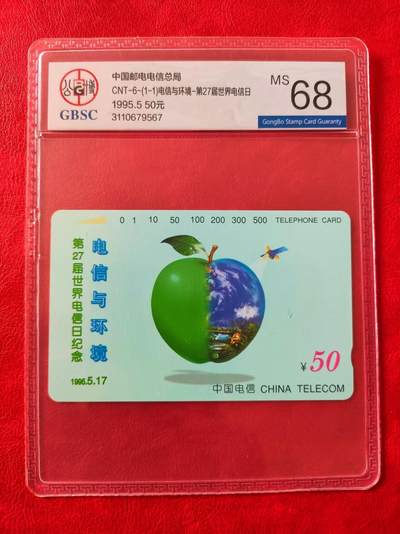 公博
GBSC
中国邮电电信总局
CNT-6-(1-1)电信与环境-第27届世界电信日
1995.5 50元
3110679567
MS 68
GongBo Stamp Card Guaranty
0 1 10 50 100 200 300 500 TELEPHONE CARD
电信与环境
第27届世界电信日纪念
1995.5.17
¥50
中国电信 CHINA TELECOM